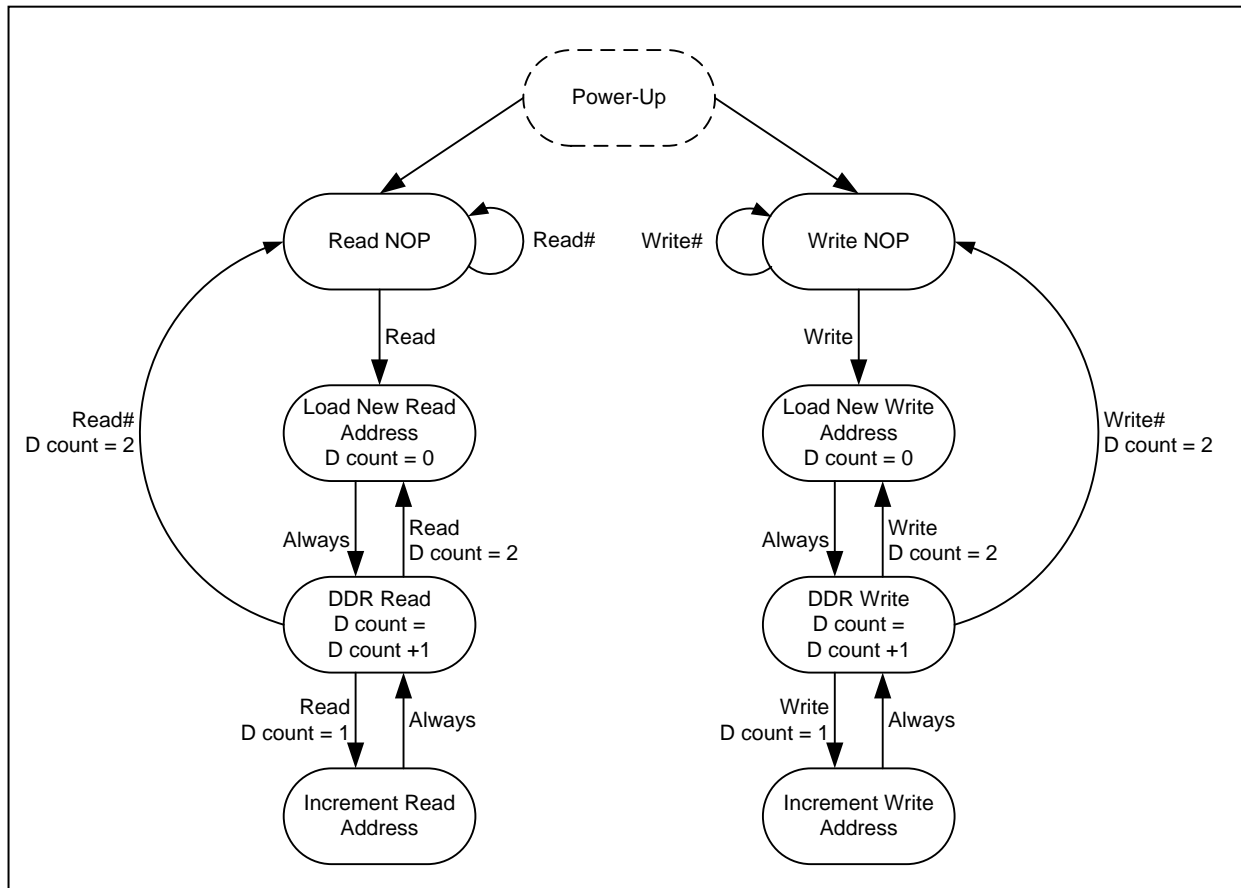 Power-Up
Read NOP
Read#
Write#
Write NOP
Read
Write
Load New Read
Address
D count = 0
Load New Write
Address
D count = 0
Read#
D count = 2
Write#
D count = 2
Always
Read
D count = 2
Always
Write
D count = 2
DDR Read
D count =
D count +1
DDR Write
D count =
D count +1
Read
D count = 1
Always
Write
D count = 1
Always
Increment Read
Address
Increment Write
Address